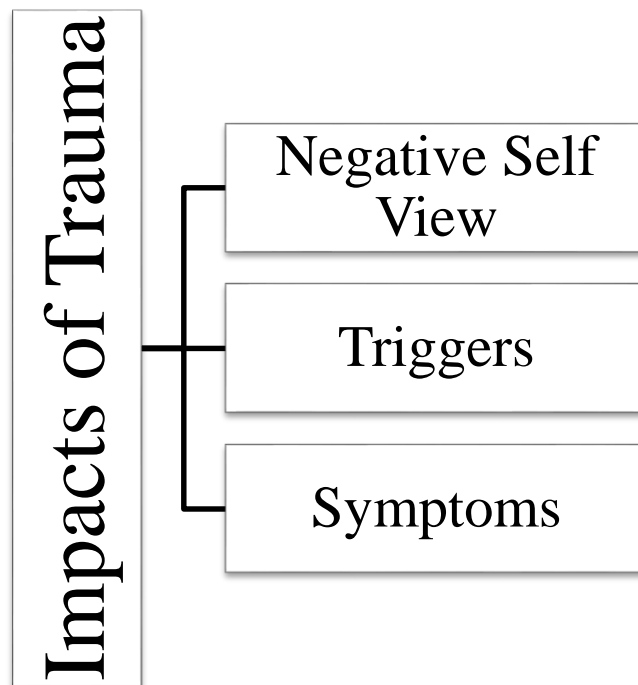 Impacts of Trauma
Negative Self
View
Triggers
Symptoms